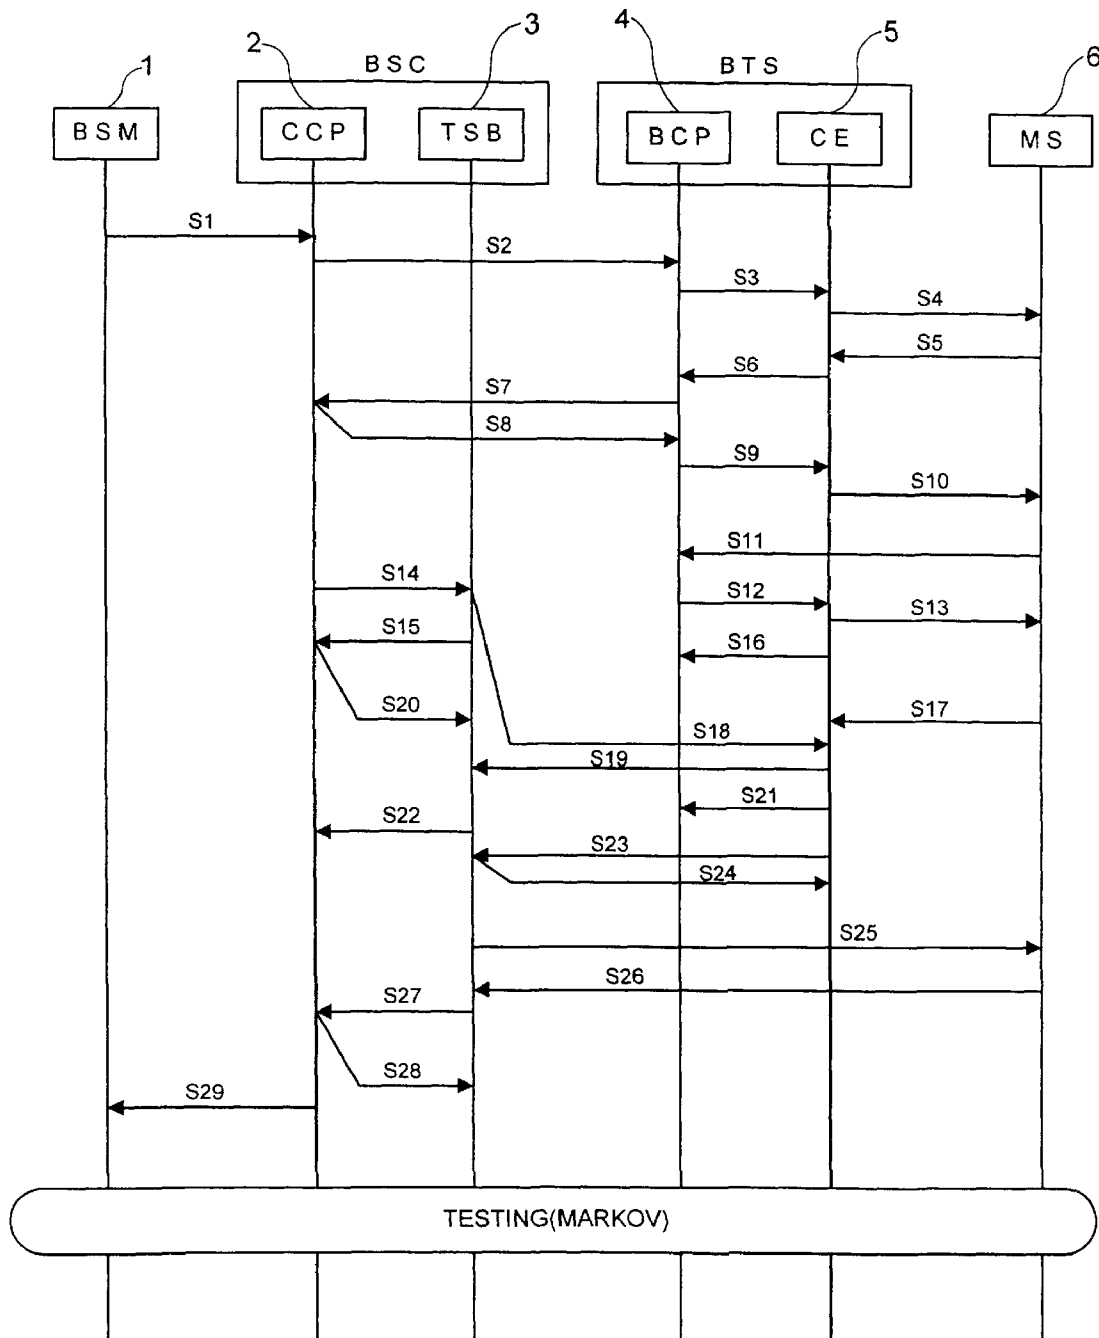 1
2
3
4
5
6
BSC
BTS
BSM
CCP
TSB
BCP
CE
MS
S1
S2
S3
S4
S5
S6
S7
S8
S9
S10
S11
S14
S12
S13
S15
S16
S20
S17
S18
S19
S21
S22
S23
S24
S25
S26
S27
S28
S29
TESTING(MARKOV)